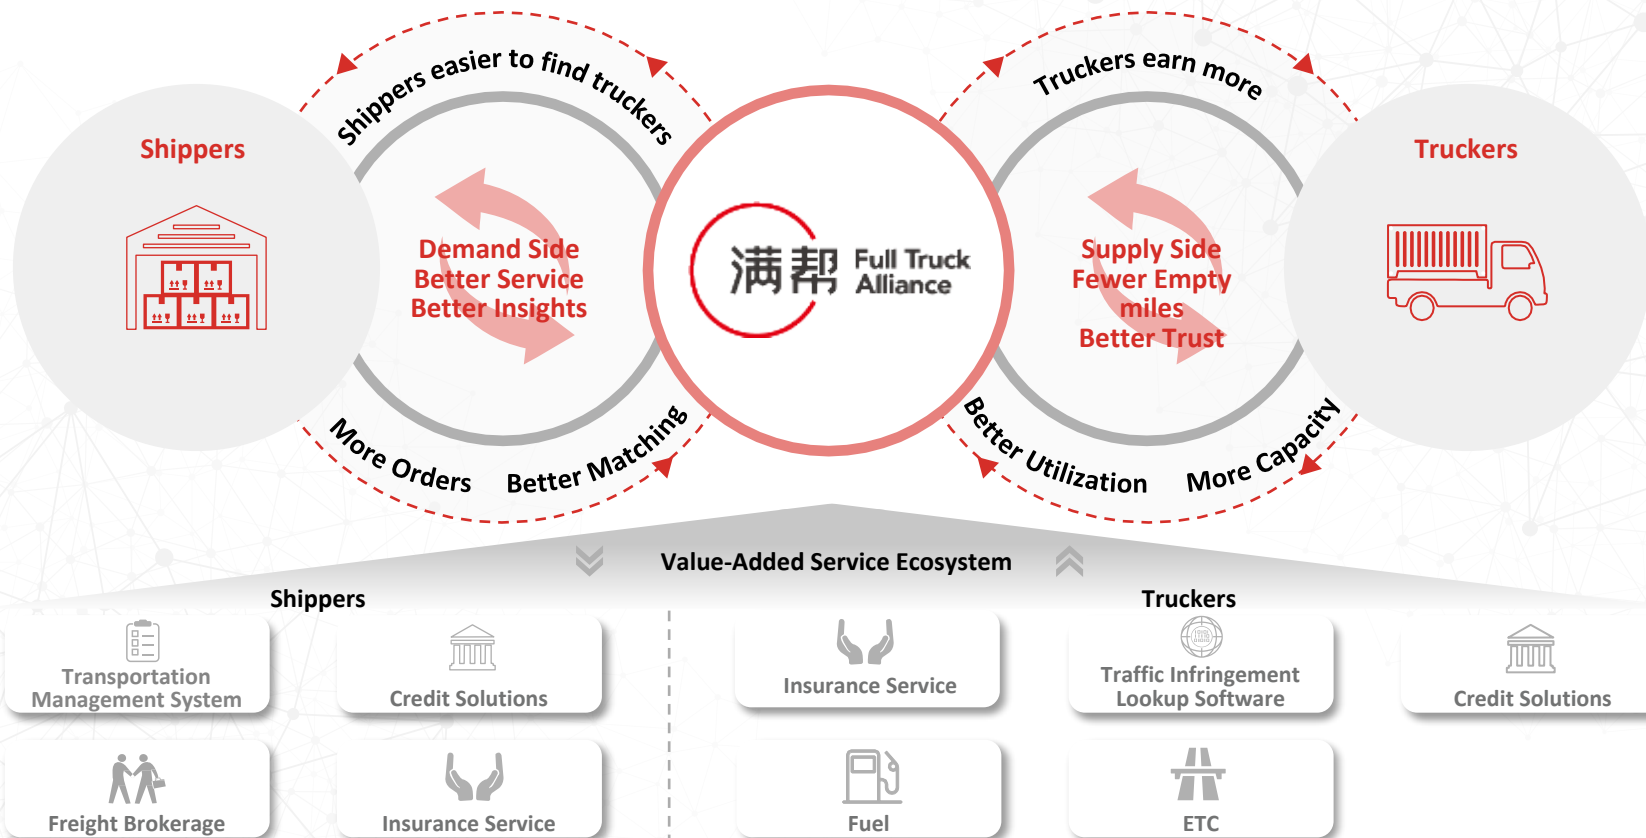 Shippers easier to find truckers
Truckers earn more
Shippers
Truckers
Demand Side
Better Service
Better Insights
满帮
Full Truck
Alliance
Supply Side
Fewer Empty
miles
Better Trust
More Orders
Better Matching
Better Utilization
More Capacity
Value-Added Service Ecosystem
Shippers
Truckers
Transportation
Management System
Credit Solutions
Insurance Service
Traffic Infringement
Lookup Software
Credit Solutions
Freight Brokerage
Insurance Service
Fuel
ETC